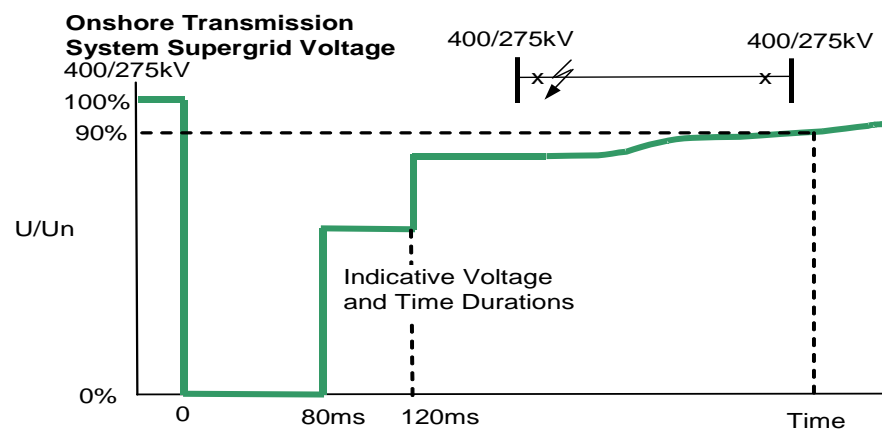 Onshore Transmission
System Supergrid Voltage
400/275kV
400/275kV
400/275kV
100%
90%
x
x
U/Un
Indicative Voltage
and Time Durations
0%
0
80ms
120ms
Time